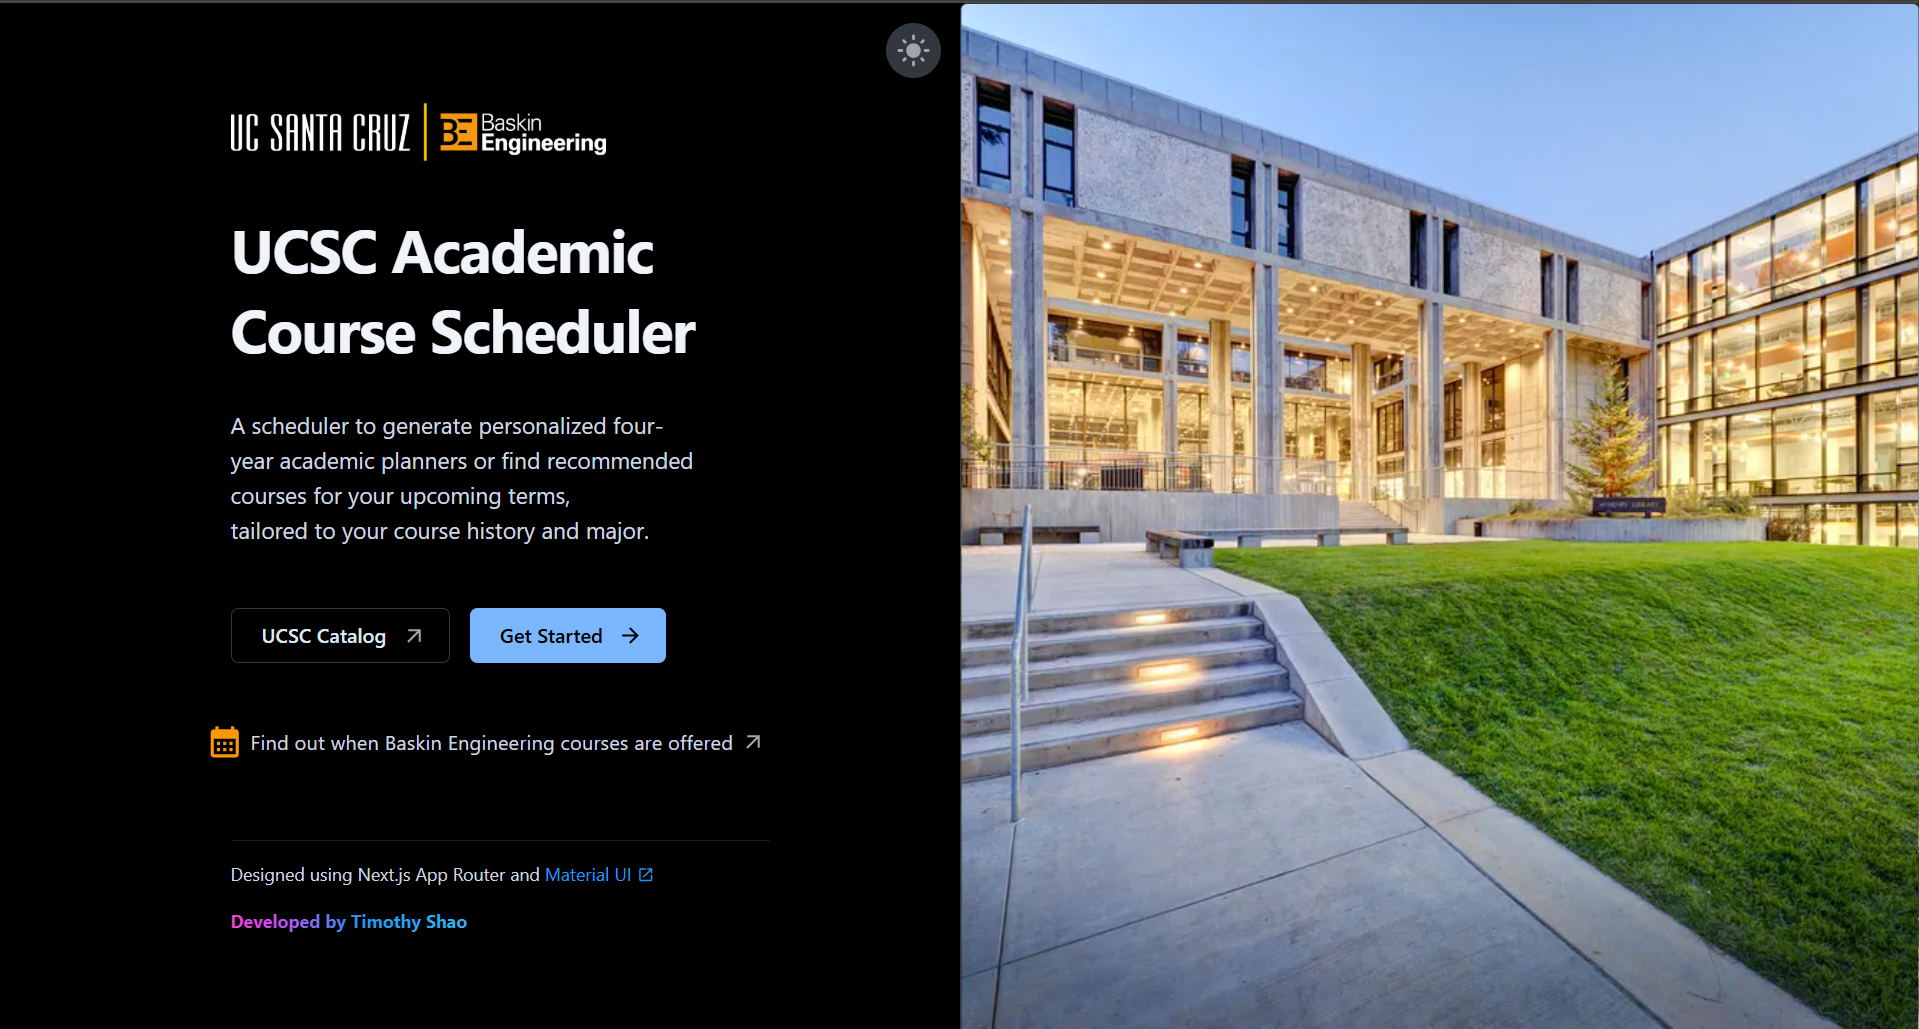 UC SANTA CRUZ
BE Baskin
Engineering
UCSC Academic
Course Scheduler
A scheduler to generate personalized four-
year academic planners or find recommended
courses for your upcoming terms,
tailored to your course history and major.
UCSC Catalog
Get Started
Find out when Baskin Engineering courses are offered
Designed using Next.js App Router and Material UI
Developed by Timothy Shao
MCHENRY LIBRARY